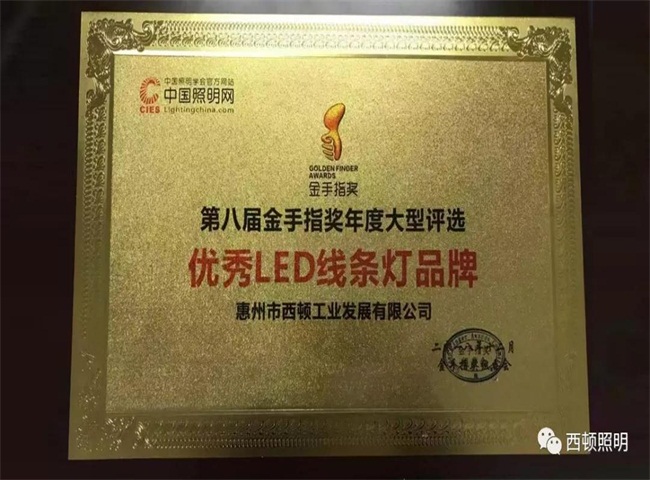 中国照明学会官方网站
中国照明网
CIES
Lightingchina.com
GOLDEN FINGER
AWARDS
金手指奖
第八届金手指奖年度大型评选
优秀LED线条灯品牌
惠州市西顿工业发展有限公司
西顿照明